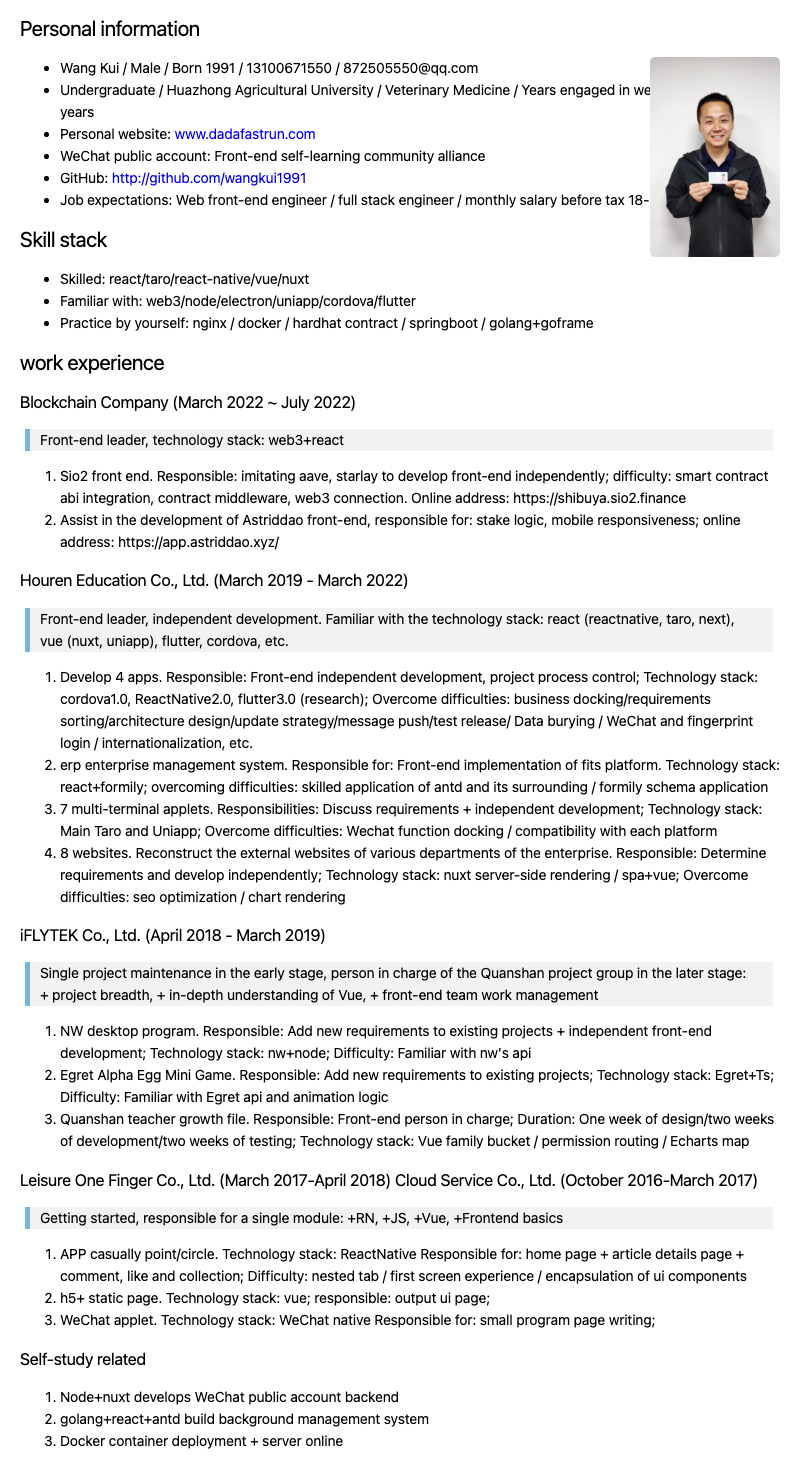 Personal information
Wang Kui / Male / Born 1991 / 13100671550 / 872505550@qq.com
Undergraduate / Huazhong Agricultural University / Veterinary Medicine / Years engaged in we
years
Personal website: www.dadafastrun.com
WeChat public account: Front-end self-learning community alliance
GitHub: http://github.com/wangkui1991
Job expectations: Web front-end engineer / full stack engineer / monthly salary before tax 18-
Skill stack
Skilled: react/taro/react-native/vue/nuxt
Familiar with: web3/node/electron/uniapp/cordova/flutter
Practice by yourself: nginx / docker / hardhat contract / springboot / golang+goframe
work experience
Blockchain Company (March 2022 ~ July 2022)
Front-end leader, technology stack: web3+react
1. Sio2 front end. Responsible: imitating aave, starlay to develop front-end independently; difficulty: smart contract
abi integration, contract middleware, web3 connection. Online address: https://shibuya.sio2.finance
2. Assist in the development of Astriddao front-end, responsible for: stake logic, mobile responsiveness; online
address: https://app.astriddao.xyz/
Houren Education Co., Ltd. (March 2019 - March 2022)
Front-end leader, independent development. Familiar with the technology stack: react (reactnative, taro, next),
vue (nuxt, uniapp), flutter, cordova, etc.
1. Develop 4 apps. Responsible: Front-end independent development, project process control; Technology stack:
cordova1.0, ReactNative2.0, flutter3.0 (research); Overcome difficulties: business docking/requirements
sorting/architecture design/update strategy/message push/test release/ Data burying / WeChat and fingerprint
login / internationalization, etc.
2. erp enterprise management system. Responsible for: Front-end implementation of fits platform. Technology stack:
react+formily; overcoming difficulties: skilled application of antd and its surrounding / formily schema application
3. 7 multi-terminal applets. Responsibilities: Discuss requirements + independent development; Technology stack:
Main Taro and Uniapp; Overcome difficulties: Wechat function docking / compatibility with each platform
4. 8 websites. Reconstruct the external websites of various departments of the enterprise. Responsible: Determine
requirements and develop independently; Technology stack: nuxt server-side rendering / spa+vue; Overcome
difficulties: seo optimization / chart rendering
iFLYTEK Co., Ltd. (April 2018 - March 2019)
Single project maintenance in the early stage, person in charge of the Quanshan project group in the later stage:
+ project breadth, + in-depth understanding of Vue, + front-end team work management
1. NW desktop program. Responsible: Add new requirements to existing projects + independent front-end
development; Technology stack: nw+node; Difficulty: Familiar with nw's api
2. Egret Alpha Egg Mini Game. Responsible: Add new requirements to existing projects; Technology stack: Egret+Ts;
Difficulty: Familiar with Egret api and animation logic
3. Quanshan teacher growth file. Responsible: Front-end person in charge; Duration: One week of design/two weeks
of development/two weeks of testing; Technology stack: Vue family bucket / permission routing / Echarts map
Leisure One Finger Co., Ltd. (March 2017-April 2018) Cloud Service Co., Ltd. (October 2016-March 2017)
Getting started, responsible for a single module: +RN, +JS, +Vue, +Frontend basics
1. APP casually point/circle. Technology stack: ReactNative Responsible for: home page + article details page +
comment, like and collection; Difficulty: nested tab / first screen experience / encapsulation of ui components
2. h5+ static page. Technology stack: vue; responsible: output ui page;
3. WeChat applet. Technology stack: WeChat native Responsible for: small program page writing;
Self-study related
1. Node+nuxt develops WeChat public account backend
2. golang+react+antd build background management system
3. Docker container deployment + server online